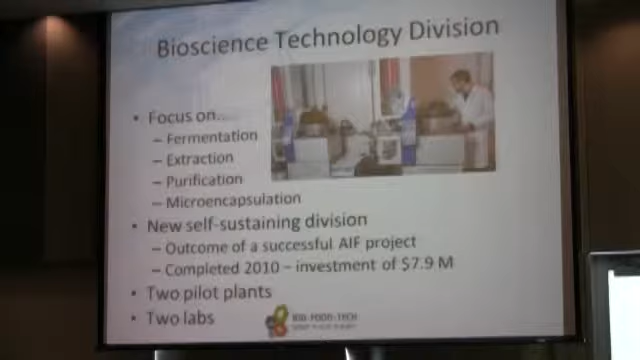 Bioscience Technology Division
• Focus on...
– Fermentation
– Extraction
– Purification
– Microencapsulation
• New self-sustaining division
– Outcome of a successful AIF project
– Completed 2010 – investment of $7.9 M
• Two pilot plants
• Two labs
BIO-FOOD-TECH